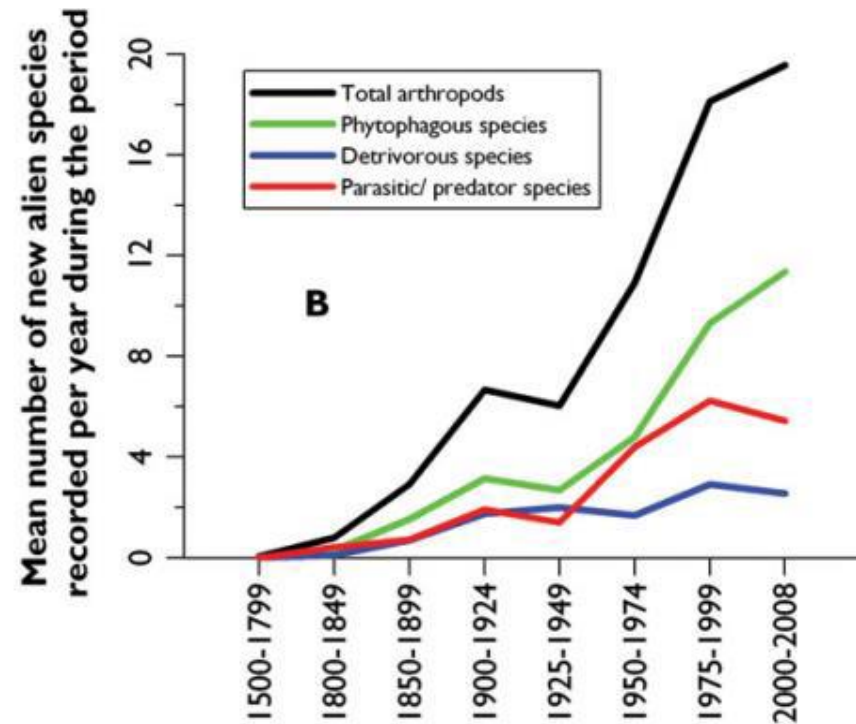 Mean number of new alien species
recorded per year during the period
20
16
12
8
4
0
Total arthropods
Phytophagous species
Detrivorous species
Parasitic/ predator species
B
1500-1799
1800-1849
1850-1899
1900-1924
1925-1949
1950-1974
1975-1999
2000-2008